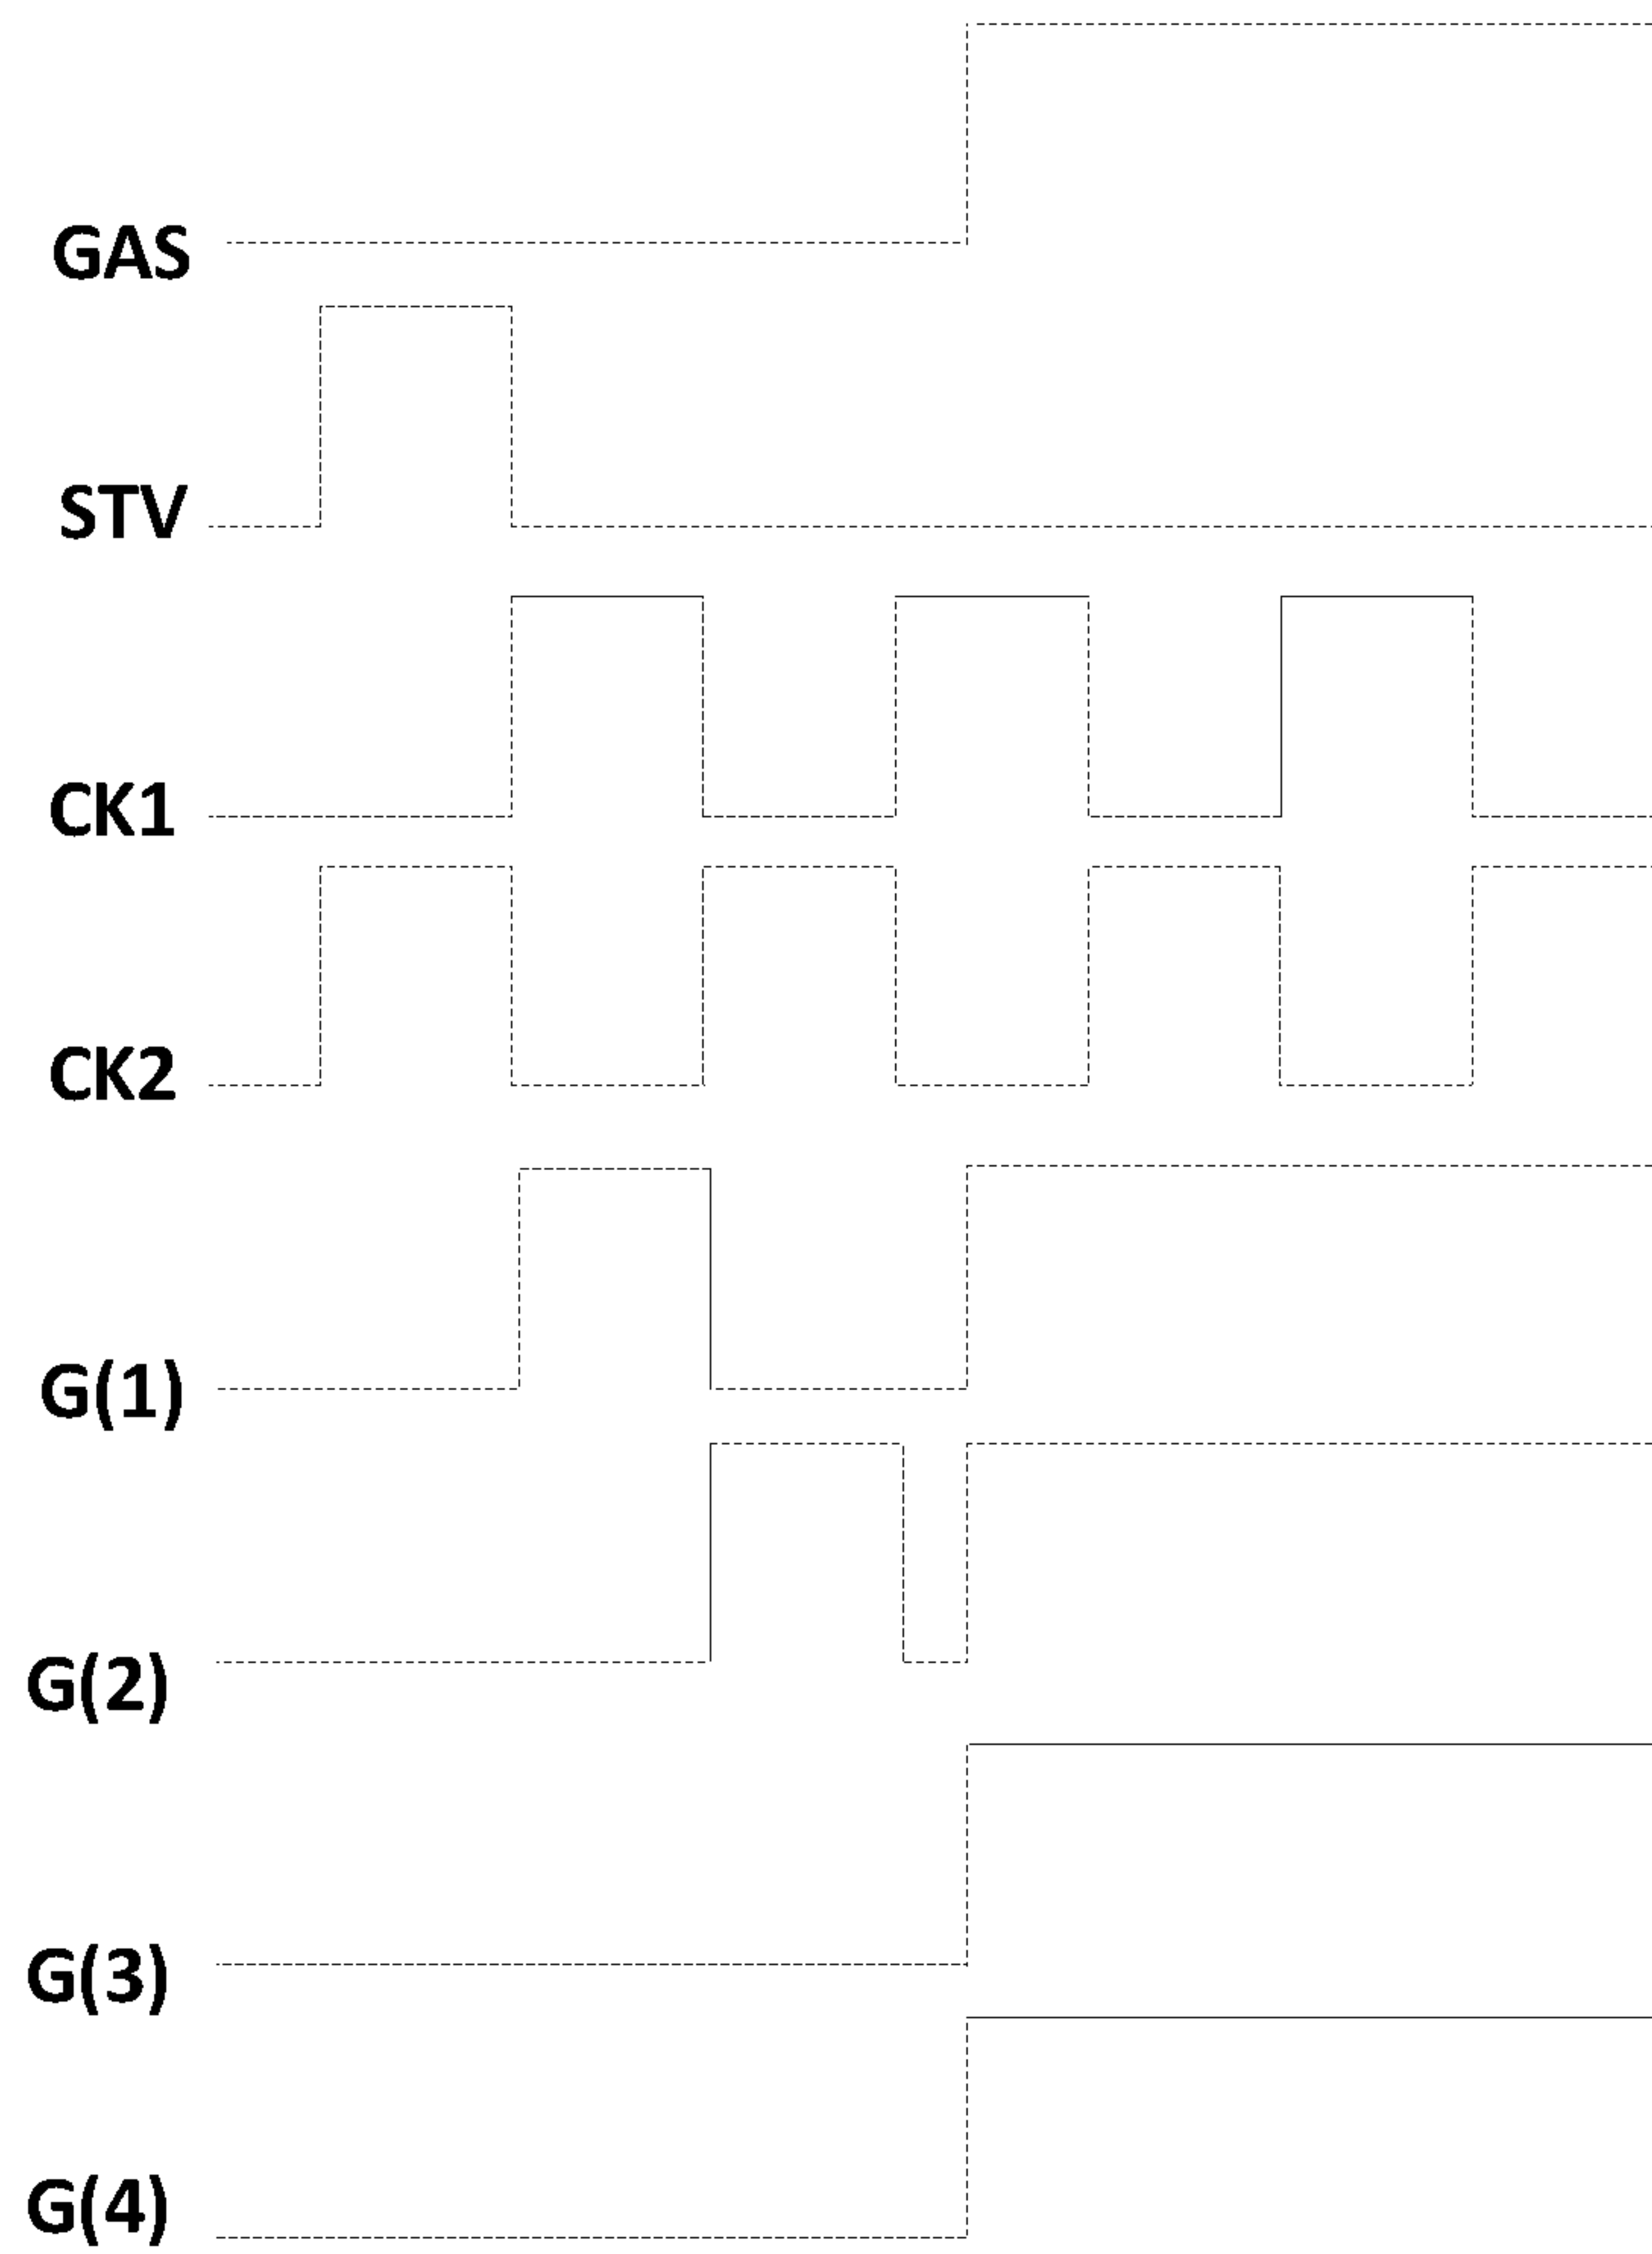 GAS
STV
CK1
CK2
G(1)
G(2)
G(3)
G(4)